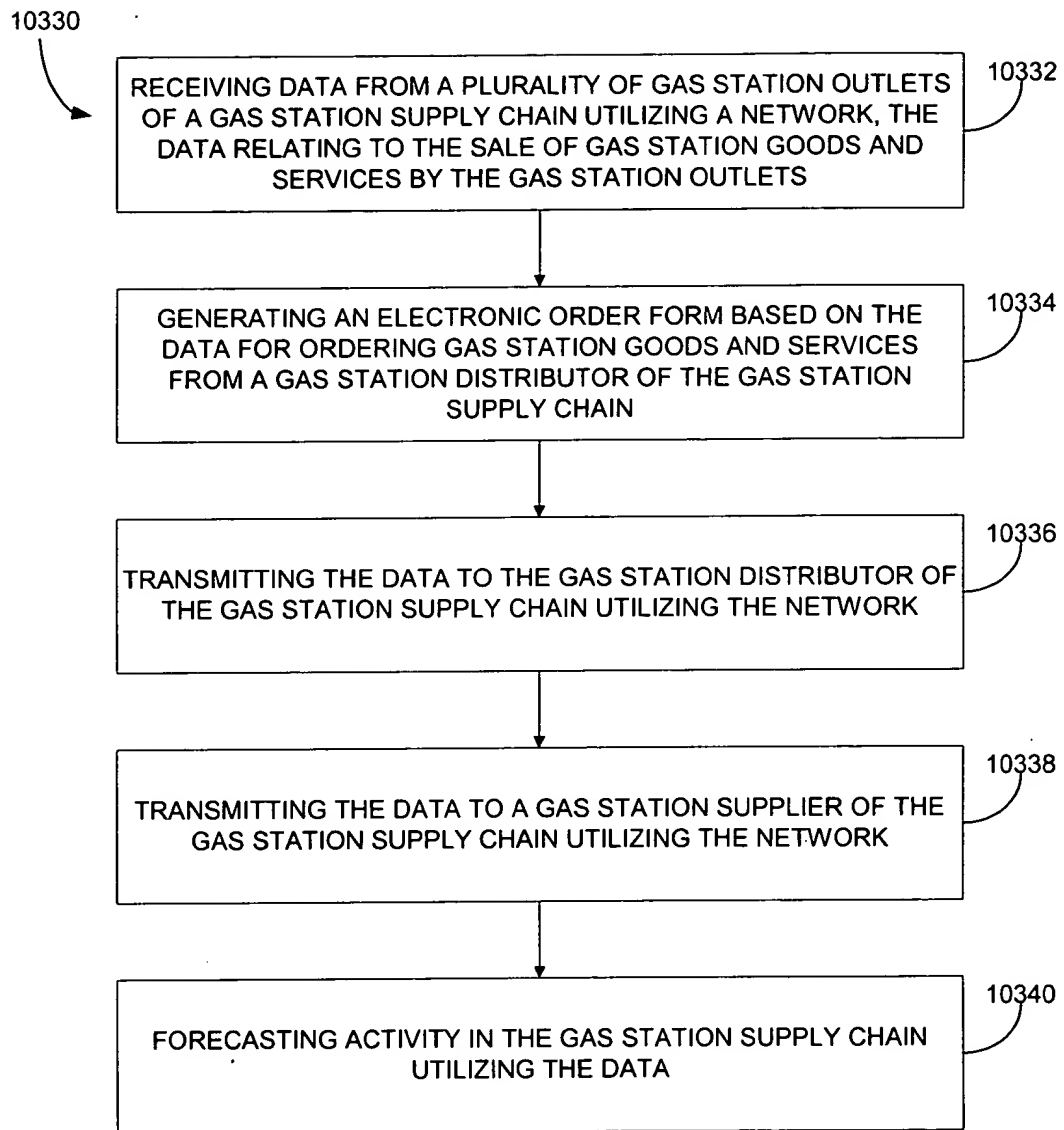 10330
10332
RECEIVING DATA FROM A PLURALITY OF GAS STATION OUTLETS
OF A GAS STATION SUPPLY CHAIN UTILIZING A NETWORK, THE
DATA RELATING TO THE SALE OF GAS STATION GOODS AND
SERVICES BY THE GAS STATION OUTLETS
10334
GENERATING AN ELECTRONIC ORDER FORM BASED ON THE
DATA FOR ORDERING GAS STATION GOODS AND SERVICES
FROM A GAS STATION DISTRIBUTOR OF THE GAS STATION
SUPPLY CHAIN
10336
TRANSMITTING THE DATA TO THE GAS STATION DISTRIBUTOR OF
THE GAS STATION SUPPLY CHAIN UTILIZING THE NETWORK
10338
TRANSMITTING THE DATA TO A GAS STATION SUPPLIER OF THE
GAS STATION SUPPLY CHAIN UTILIZING THE NETWORK
10340
FORECASTING ACTIVITY IN THE GAS STATION SUPPLY CHAIN
UTILIZING THE DATA